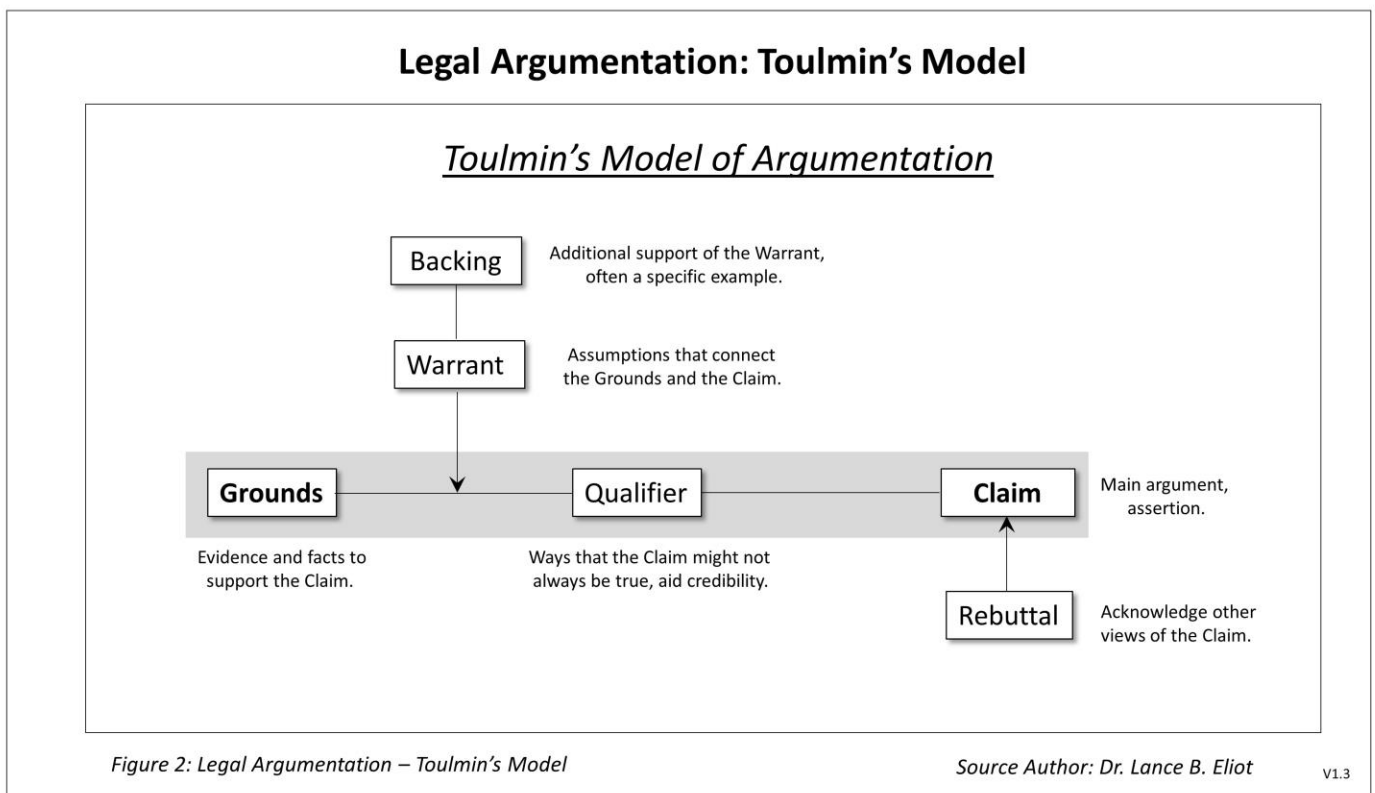 Legal Argumentation: Toulmin's Model
Toulmin's Model of Argumentation
Backing
Additional support of the Warrant,
often a specific example.
Warrant
Assumptions that connect
the Grounds and the Claim.
Grounds
Qualifier
Claim
Main argument,
assertion.
Evidence and facts to
support the Claim.
Ways that the Claim might not
always be true, aid credibility.
Rebuttal
Acknowledge other
views of the Claim.
Figure 2: Legal Argumentation – Toulmin's Model
Source Author: Dr. Lance B. Eliot
V1.3